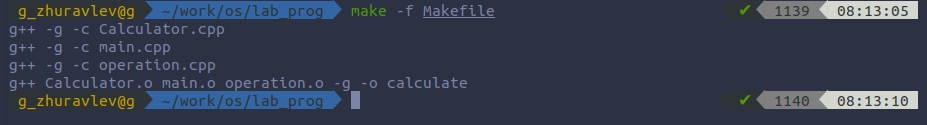 g_zhuravlev@g ~/work/os/lab_prog make -f Makefile ✔ 1139 08:13:05
g++ -g -c Calculator.cpp
g++ -g -c main.cpp
g++ -g -c operation.cpp
g++ Calculator.o main.o operation.o -g -o calculate
g_zhuravlev@g ~/work/os/lab_prog ✔ 1140 08:13:10